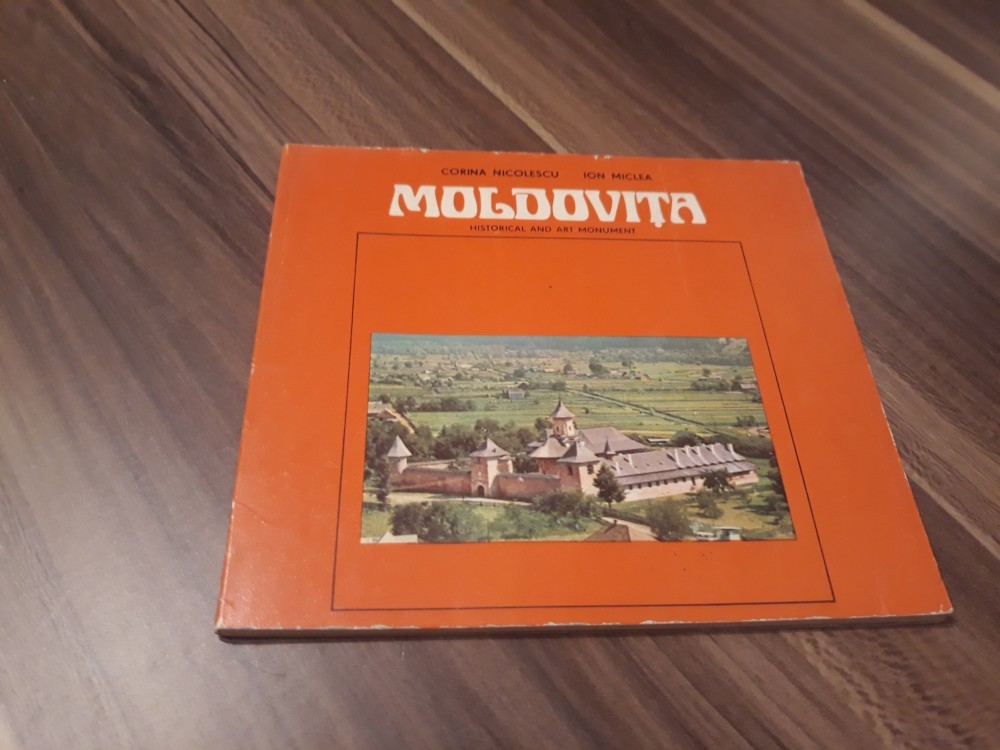 CORINA NICOLESCU ION MICLEA
MOLDOVIȚA
HISTORICAL AND ART MONUMENT